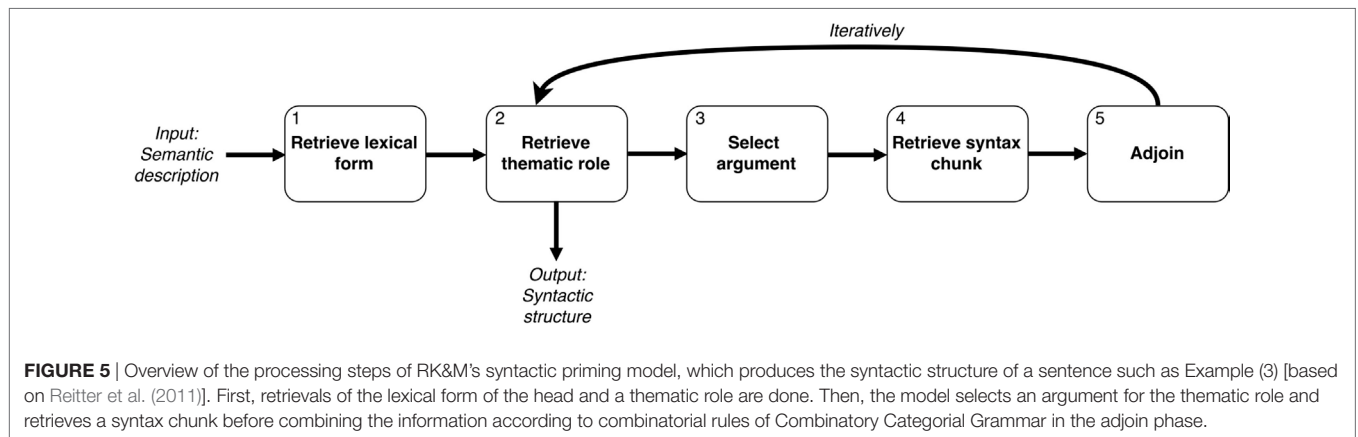 Iteratively
Input:
Semantic
description
1
Retrieve lexical
form
2
Retrieve
thematic role
3
Select
argument
4
Retrieve syntax
chunk
5
Adjoin
Output:
Syntactic
structure
FIGURE 5 | Overview of the processing steps of RK&M's syntactic priming model, which produces the syntactic structure of a sentence such as Example (3) [based
on Reitter et al. (2011)]. First, retrievals of the lexical form of the head and a thematic role are done. Then, the model selects an argument for the thematic role and
retrieves a syntax chunk before combining the information according to combinatorial rules of Combinatory Categorial Grammar in the adjoin phase.